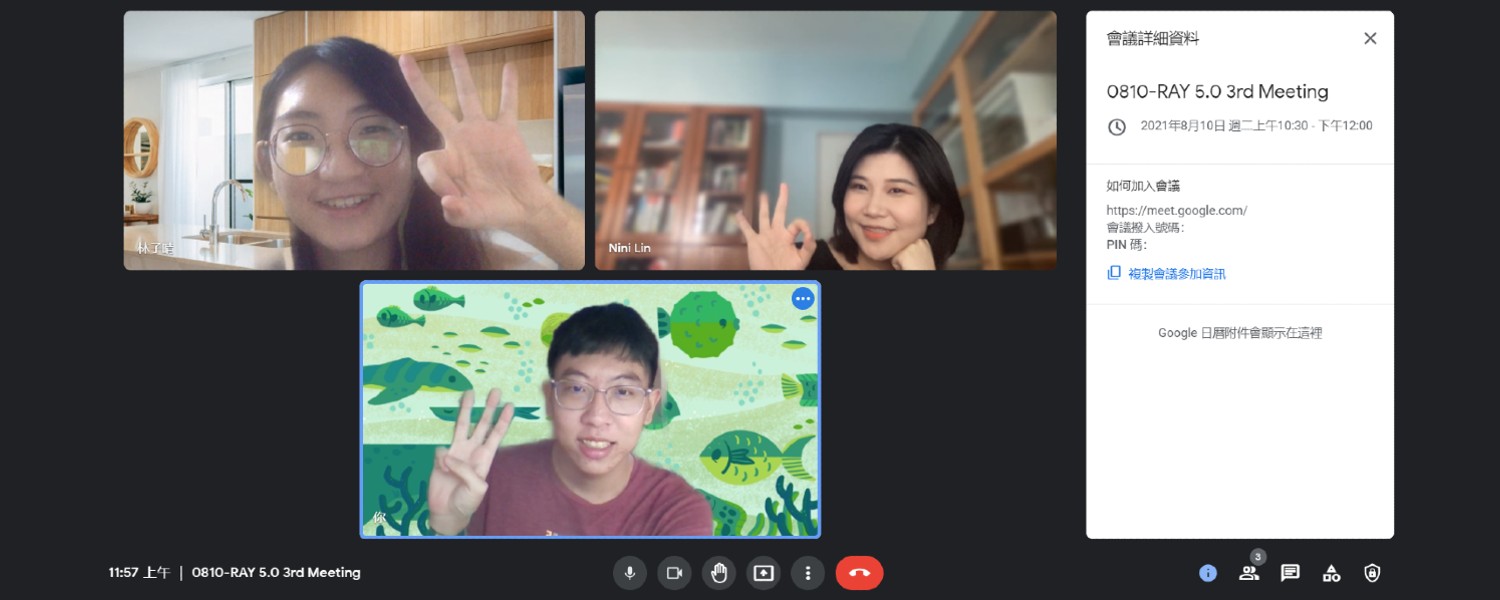 林子晴
Nini Lin
你
會議詳細資料
0810-RAY 5.0 3rd Meeting
2021年8月10日 週二上午10:30 - 下午12:00
如何加入會議
https://meet.google.com/
會議撥入號碼：
PIN 碼：
複製會議參加資訊
Google 日曆附件會顯示在這裡
11:57 上午 | 0810-RAY 5.0 3rd Meeting
3